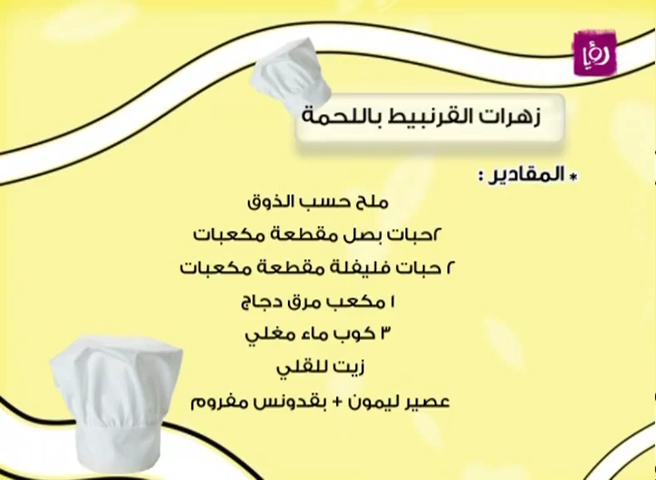 رؤيا
زهرات القرنبيط باللحمة
* المقادير :
ملح حسب الذوق
٢حبات بصل مقطعة مكعبات
٢ حبات فليفلة مقطعة مكعبات
١ مكعب مرق دجاج
٣ كوب ماء مغلي
زيت للقلي
عصير ليمون + بقدونس مفروم